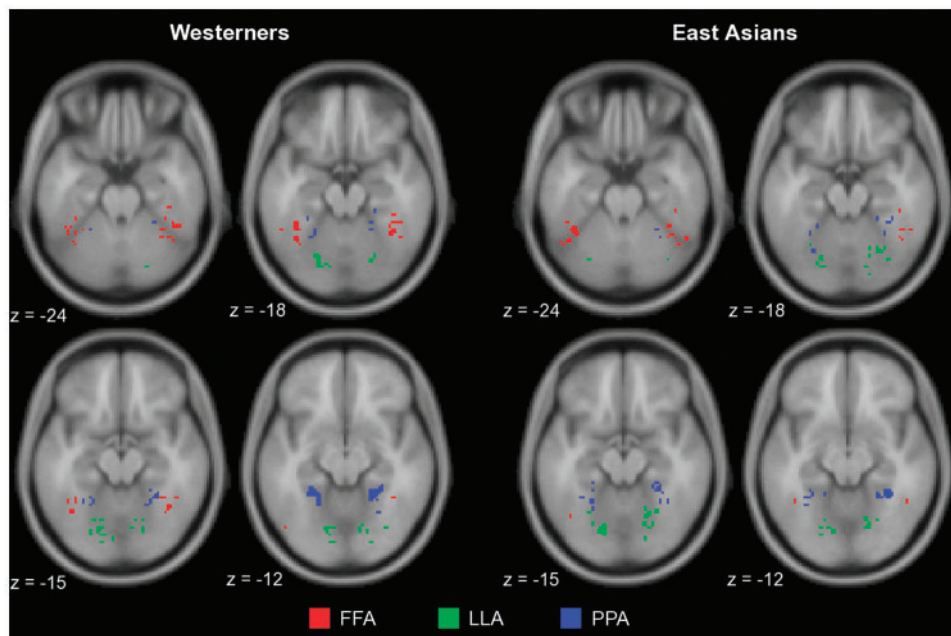 Westerners East Asians
z = -24 z = -18 z = -24 z = -18
z = -15 z = -12 z = -15 z = -12
FFA LLA PPA